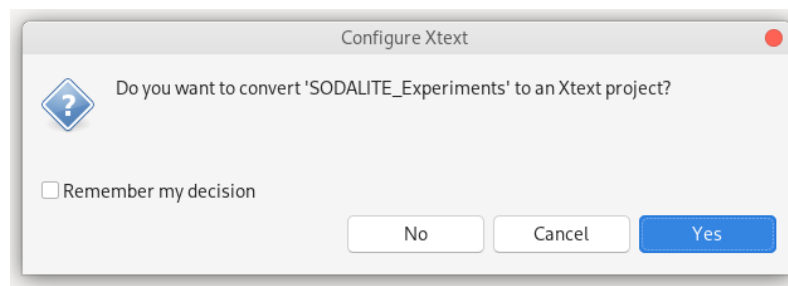 Configure Xtext
Do you want to convert 'SODALITE_Experiments' to an Xtext project?
Remember my decision
No
Cancel
Yes